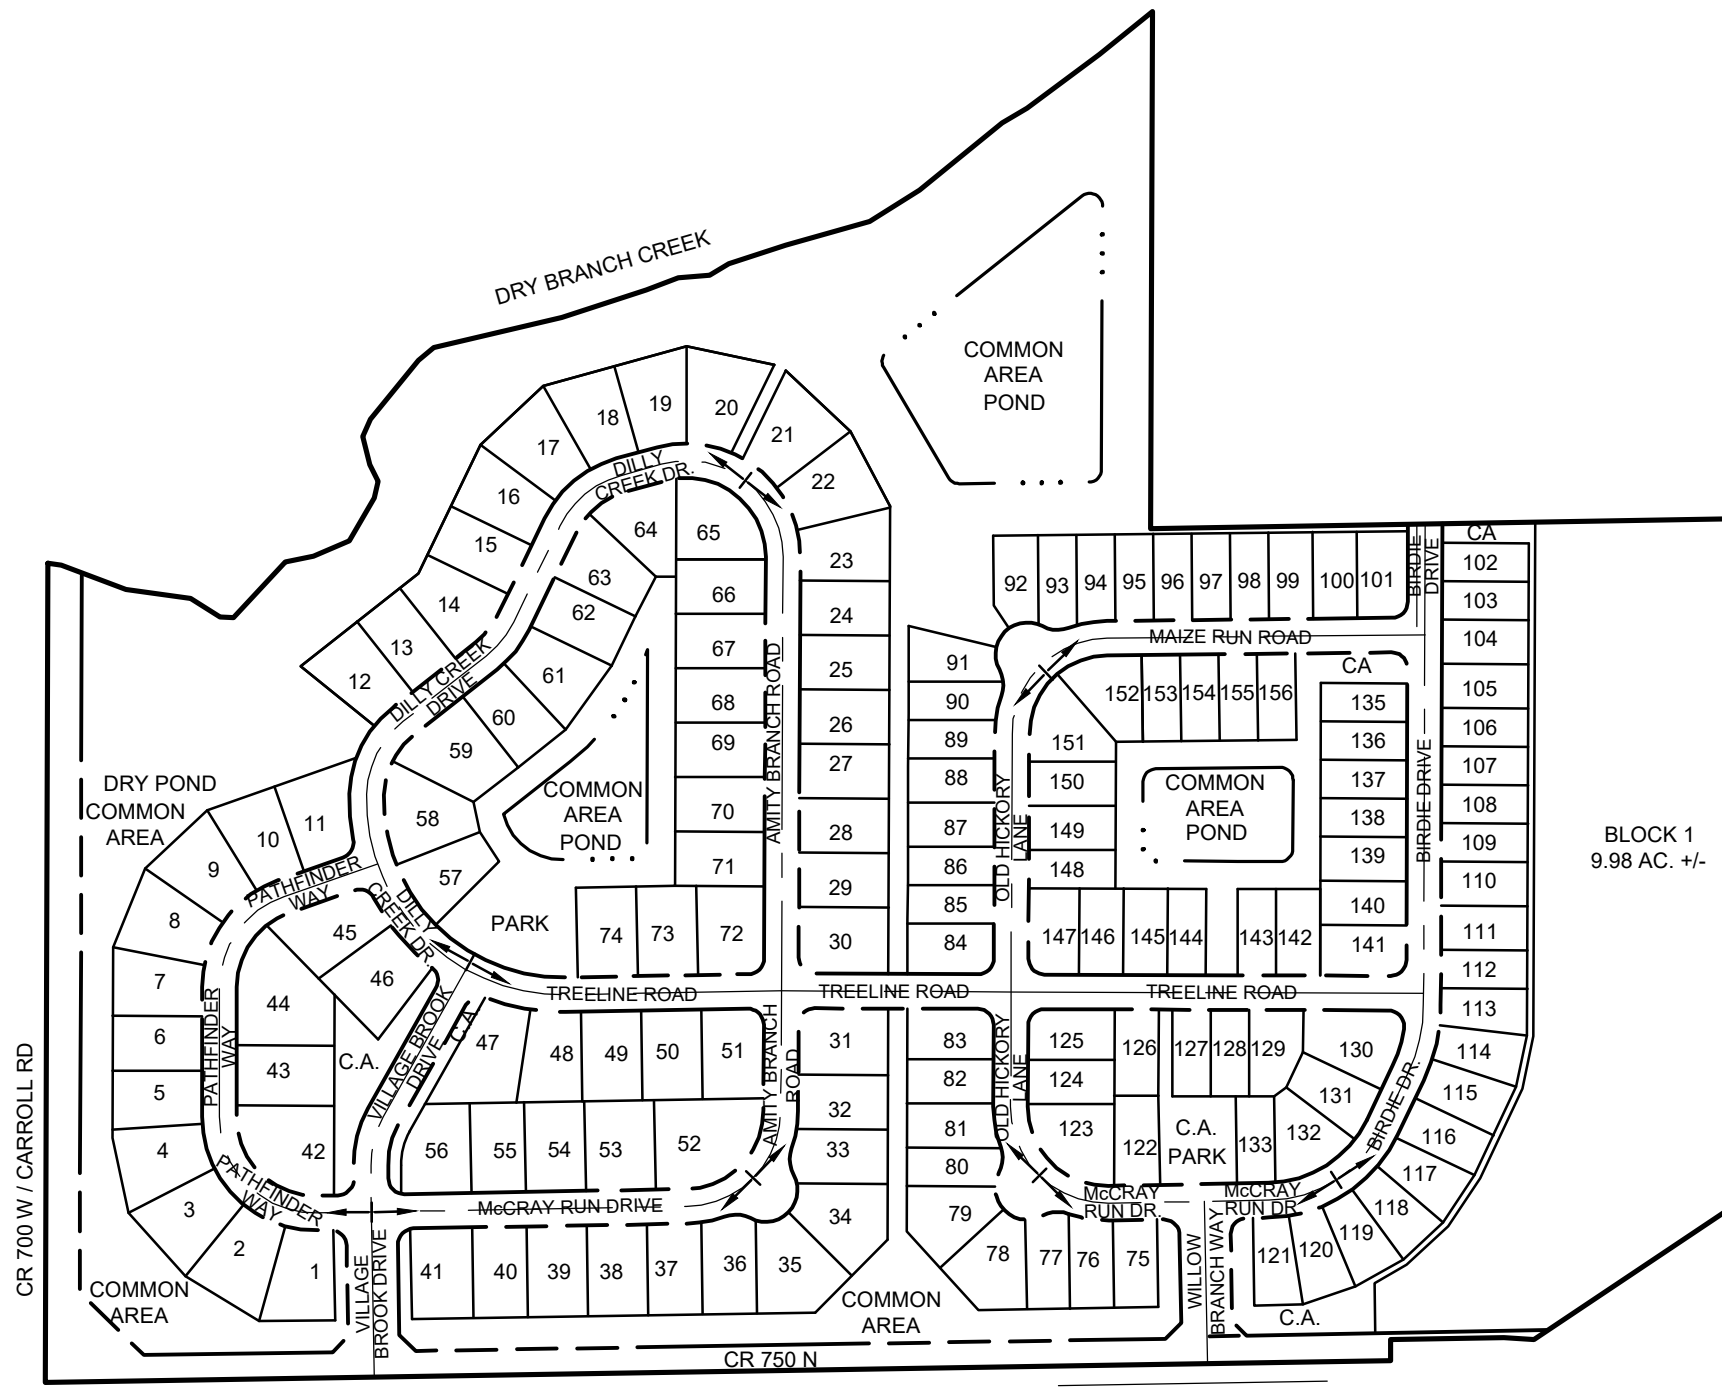 DRY BRANCH CREEK
COMMON
AREA
POND
20
19
18
17
21
22
16
DILLY
CREEK DR.
64
65
15
23
63
62
66
14
24
13
67
12
DILLY CREEK
DRIVE
61
25
60
68
26
59
69
27
AMITY BRANCH ROAD
COMMON
AREA
POND
DRY POND
COMMON
AREA
11
10
58
70
28
9
PATHFINDER
WAY
57
71
29
8
45
DILLY
CREEK DR.
PARK
74
73
72
30
46
7
44
TREELINE ROAD
TREELINE ROAD
TREELINE ROAD
PATHFINDER
WAY
6
43
C.A.
VILLAGE BROOK
DRIVE
C.A.
47
48
49
50
51
AMITY BRANCH
ROAD
31
5
32
4
42
56
55
54
53
52
33
PATHFINDER
WAY
3
McCRAY RUN DRIVE
34
2
1
41
40
39
38
37
36
35
VILLAGE
BROOK DRIVE
COMMON
AREA
CR 700 W / CARROLL RD
COMMON
AREA
CR 750 N
92
93
94
95
96
97
98
99
100
101
BIRDIE
DRIVE
CA
102
103
104
105
106
107
108
109
110
111
112
113
114
115
116
117
118
119
120
121
MAIZE RUN ROAD
91
90
89
88
87
86
85
84
OLD HICKORY
LANE
152
153
154
155
156
CA
135
136
137
138
139
140
141
BIRDIE DRIVE
151
150
149
148
COMMON
AREA
POND
147
146
145
144
143
142
BLOCK 1
9.98 AC. +/-
83
82
81
80
79
78
77
76
75
OLD HICKORY
LANE
125
124
123
126
127
128
129
130
131
132
133
122
C.A.
PARK
BIRDIE DR.
McCRAY
RUN DR.
McCRAY
RUN DR.
WILLOW
BRANCH WAY
C.A.